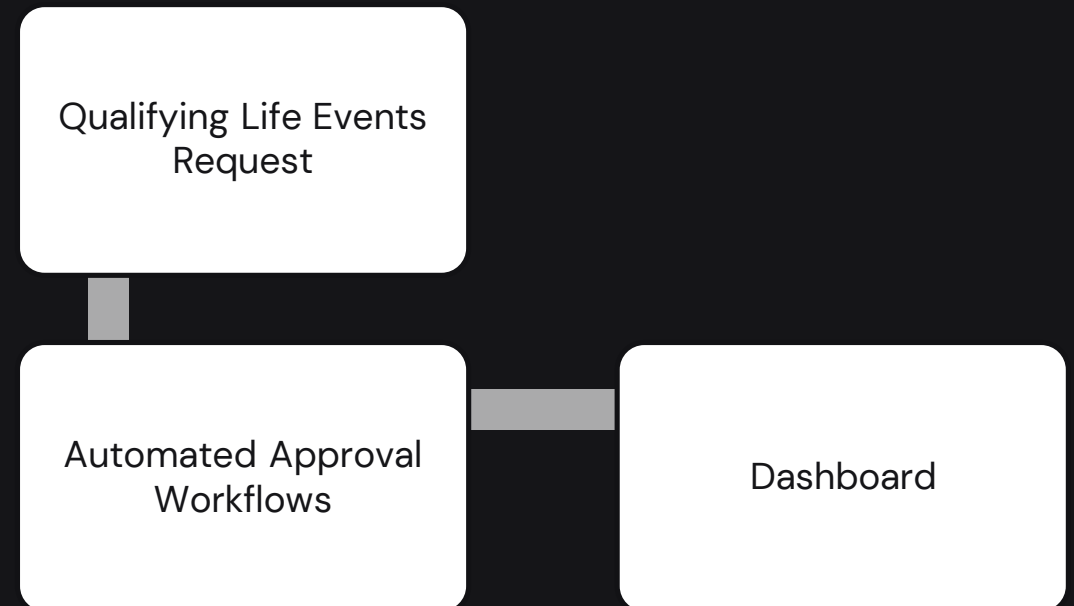 Qualifying Life Events
Request
Automated Approval
Workflows
Dashboard